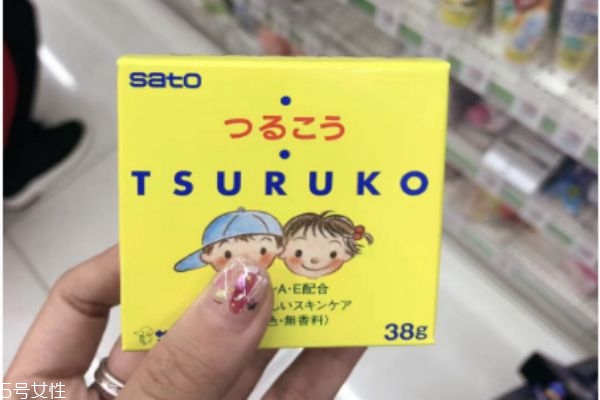 sato
つるこう
TSURUKO
A・E配合
しいスキンケア
色・無香料〉
38g
5号女性